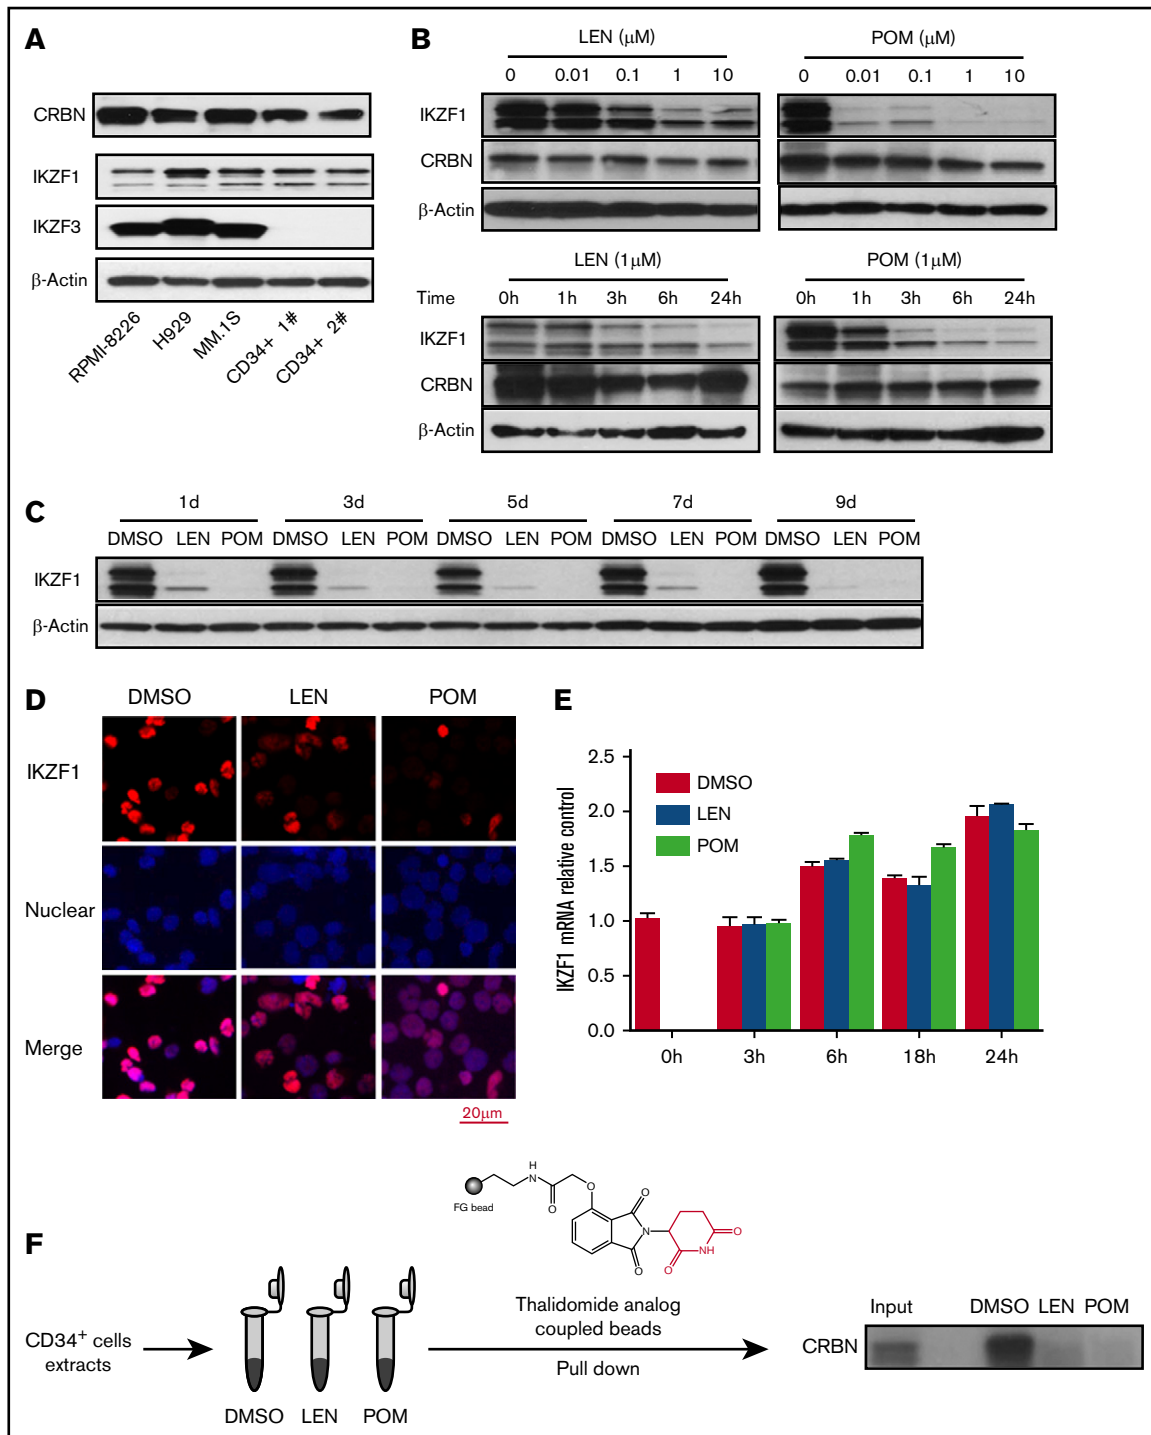 A
CRBN
IKZF1
IKZF3
β-Actin
RPMI-8226
H929
MM.1S
CD34+ 1#
CD34+ 2#
B
LEN (μM)
0 0.01 0.1 1 10
POM (μM)
0 0.01 0.1 1 10
IKZF1
CRBN
β-Actin
LEN (1μM)
POM (1μM)
Time 0h 1h 3h 6h 24h
0h 1h 3h 6h 24h
IKZF1
CRBN
β-Actin
C
1d 3d 5d 7d 9d
DMSO LEN POM DMSO LEN POM DMSO LEN POM DMSO LEN POM DMSO LEN POM
IKZF1
β-Actin
D
DMSO LEN POM
IKZF1
Nuclear
Merge
20μm
E
IKZF1 mRNA relative control
2.5
2.0
1.5
1.0
0.5
0.0
DMSO
LEN
POM
0h 3h 6h 18h 24h
F
CD34+ cells
extracts
DMSO LEN POM
FG bead
H
N
O
O
O
N
O
O
NH
O
Thalidomide analog
coupled beads
Pull down
Input DMSO LEN POM
CRBN